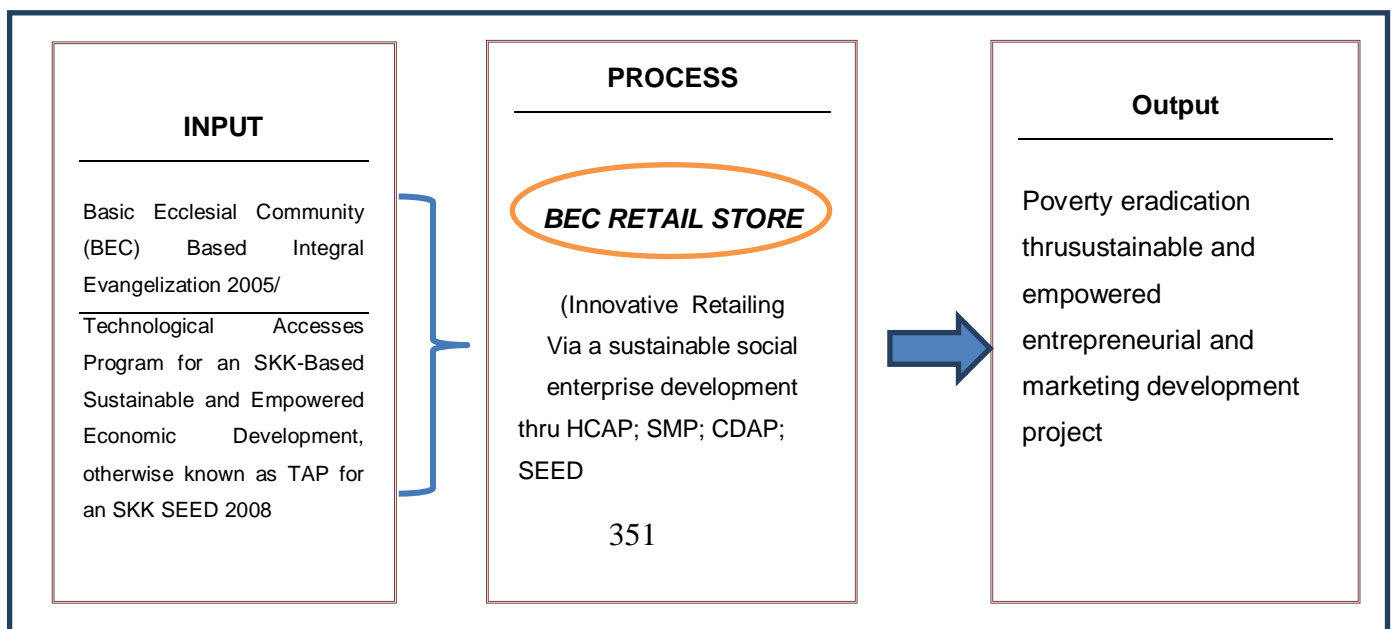 INPUT
Basic Ecclesial Community
(BEC) Based Integral
Evangelization 2005/
Technological Accesses
Program for an SKK-Based
Sustainable and Empowered
Economic Development,
otherwise known as TAP for
an SKK SEED 2008
PROCESS
BEC RETAIL STORE
(Innovative Retailing
Via a sustainable social
enterprise development
thru HCAP; SMP; CDAP;
SEED
351
Output
Poverty eradication
thrusustainable and
empowered
entrepreneurial and
marketing development
project